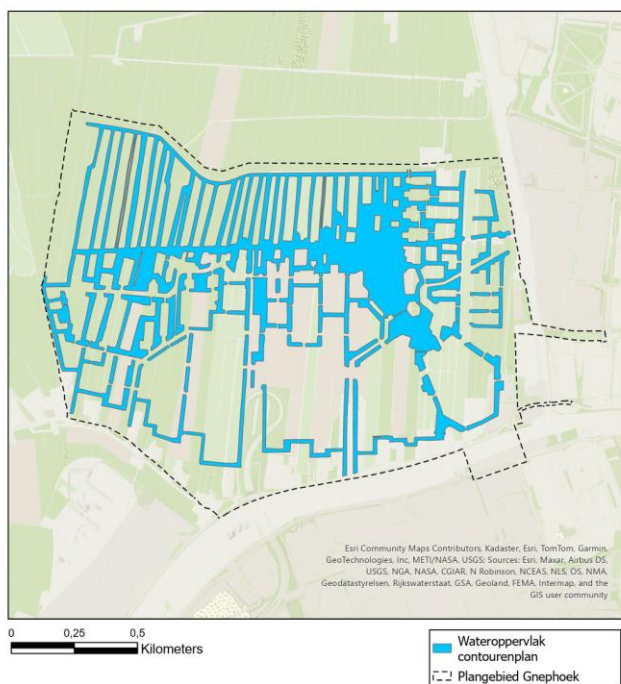 Esri Community Maps Contributors, Kadaster, Esri, TomTom, Garmin,
GeoTechnologies, Inc, METI/NASA, USGS; Sources: Esri, Maxar, Airbus DS,
USGS, NGA, NASA, CGIAR, N Robinson, NCEAS, NLS, OS, NMA,
Geodatastyrelsen, Rijkswaterstaat, GSA, Geoland, FEMA, Intermap, and the
GIS user community
0 0,25 0,5
Kilometers
Wateroppervlak
contourenplan
Plangebied Gnephoek